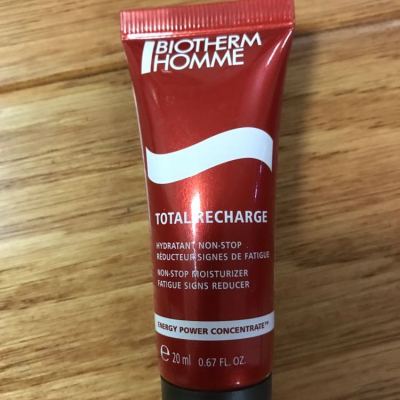 BIOTHERM
HOMME
TOTAL RECHARGE
HYDRATANT NON-STOP
RÉDUCTEUR SIGNES DE FATIGUE
NON-STOP MOISTURIZER
FATIGUE SIGNS REDUCER
ENERGY POWER CONCENTRATE™
℮ 20 ml 0.67 FL. OZ.